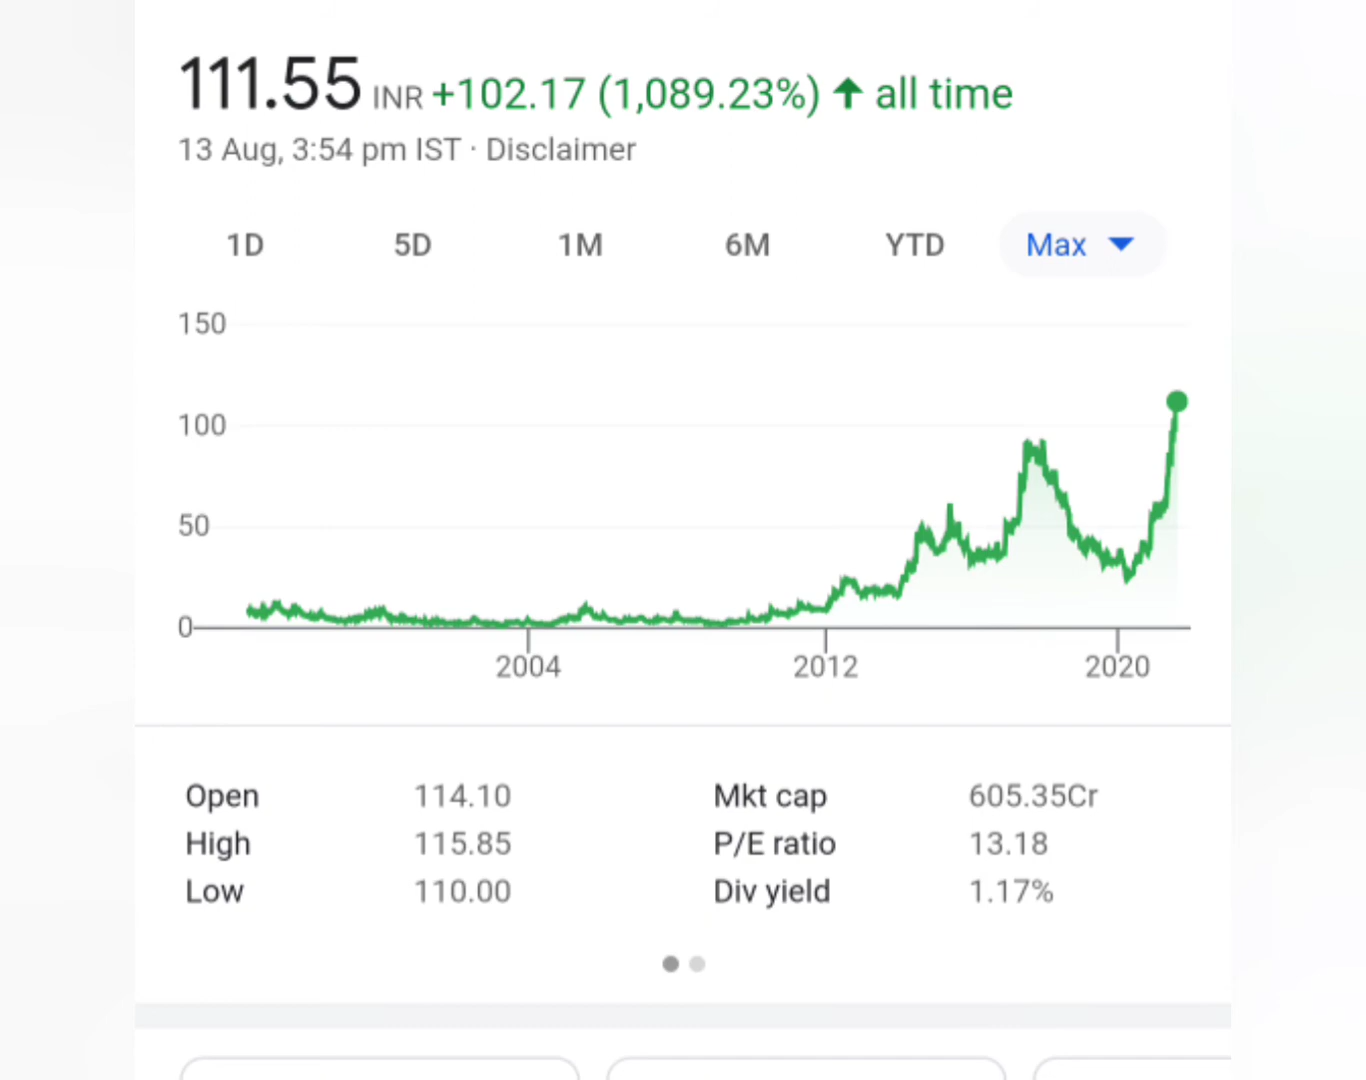 111.55 INR +102.17 (1,089.23%) ↑ all time
13 Aug, 3:54 pm IST · Disclaimer
1D 5D 1M 6M YTD Max
150
100
50
0
2004 2012 2020
Open 114.10 Mkt cap 605.35Cr
High 115.85 P/E ratio 13.18
Low 110.00 Div yield 1.17%